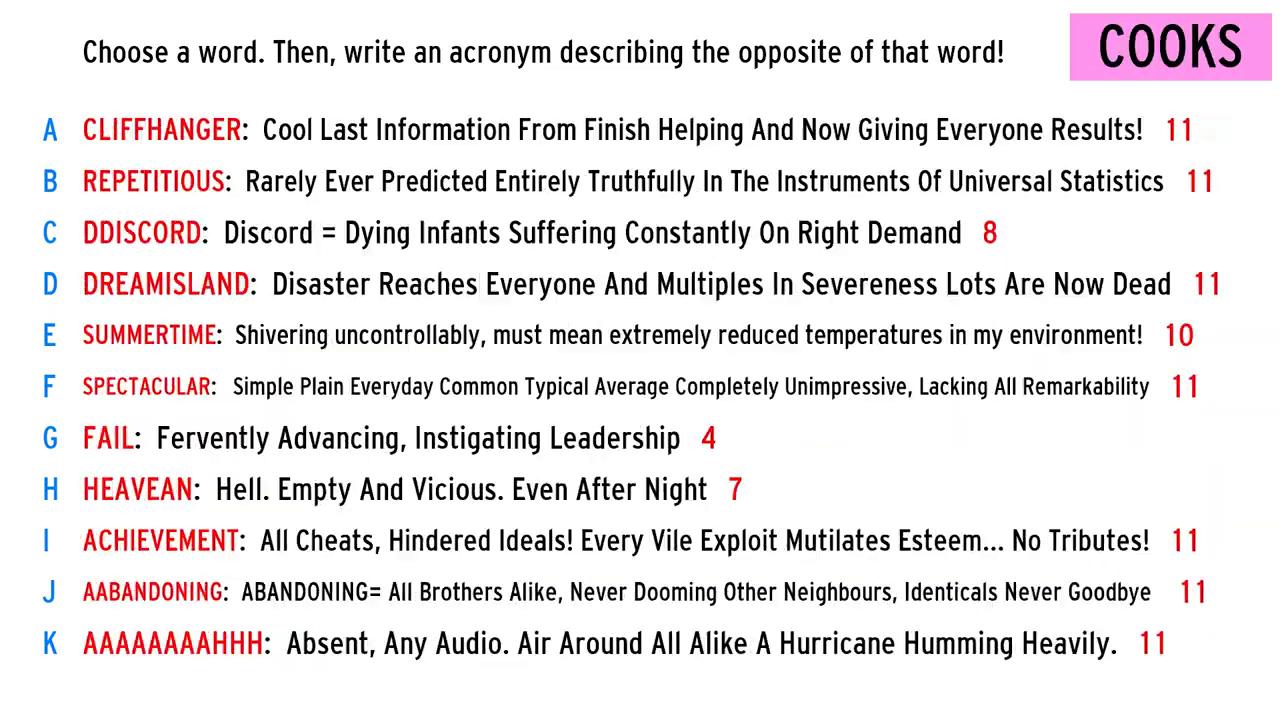 Choose a word. Then, write an acronym describing the opposite of that word!
COOKS
A CLIFFHANGER: Cool Last Information From Finish Helping And Now Giving Everyone Results! 11
B REPETITIOUS: Rarely Ever Predicted Entirely Truthfully In The Instruments Of Universal Statistics 11
C DDISCORD: Discord = Dying Infants Suffering Constantly On Right Demand 8
D DREAMISLAND: Disaster Reaches Everyone And Multiples In Severeness Lots Are Now Dead 11
E SUMMERTIME: Shivering uncontrollably, must mean extremely reduced temperatures in my environment! 10
F SPECTACULAR: Simple Plain Everyday Common Typical Average Completely Unimpressive, Lacking All Remarkability 11
G FAIL: Fervently Advancing, Instigating Leadership 4
H HEAVEAN: Hell. Empty And Vicious. Even After Night 7
I ACHIEVEMENT: All Cheats, Hindered Ideals! Every Vile Exploit Mutilates Esteem... No Tributes! 11
J AABANDONING: ABANDONING= All Brothers Alike, Never Dooming Other Neighbours, Identicals Never Goodbye 11
K AAAAAAAAHHH: Absent, Any Audio. Air Around All Alike A Hurricane Humming Heavily. 11